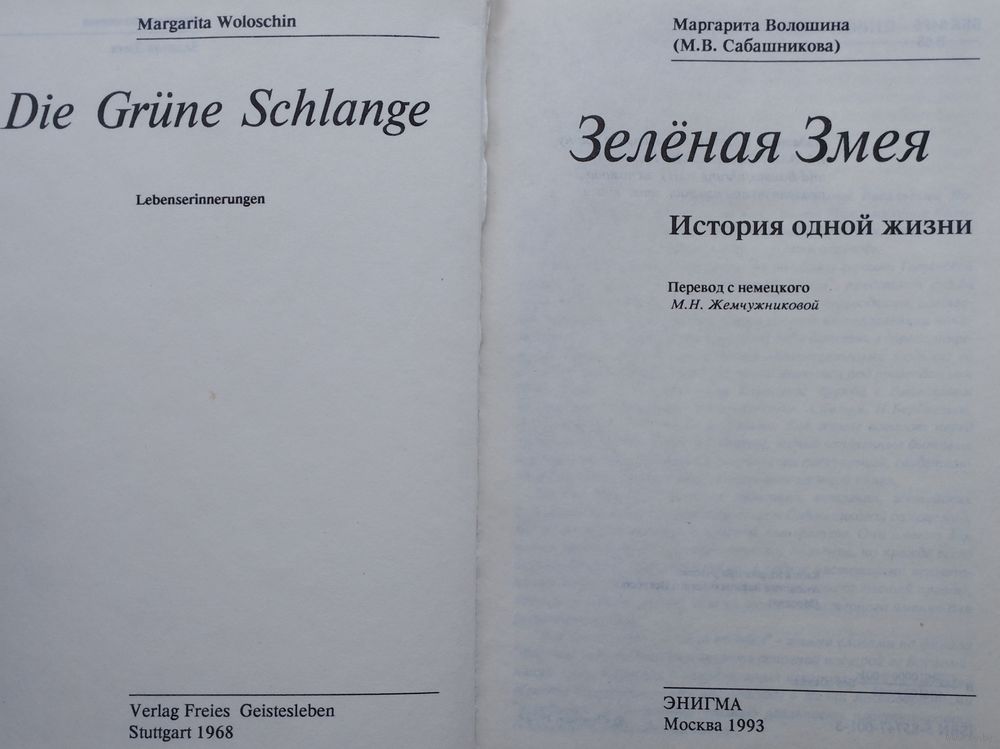 Margarita Woloschin
Die Grüne Schlange
Lebenserinnerungen
Verlag Freies Geistesleben
Stuttgart 1968
Маргарита Волошина
(М.В. Сабашникова)
Зелёная Змея
История одной жизни
Перевод с немецкого
М.Н. Жемчужниковой
ЭНИГМА
Москва 1993